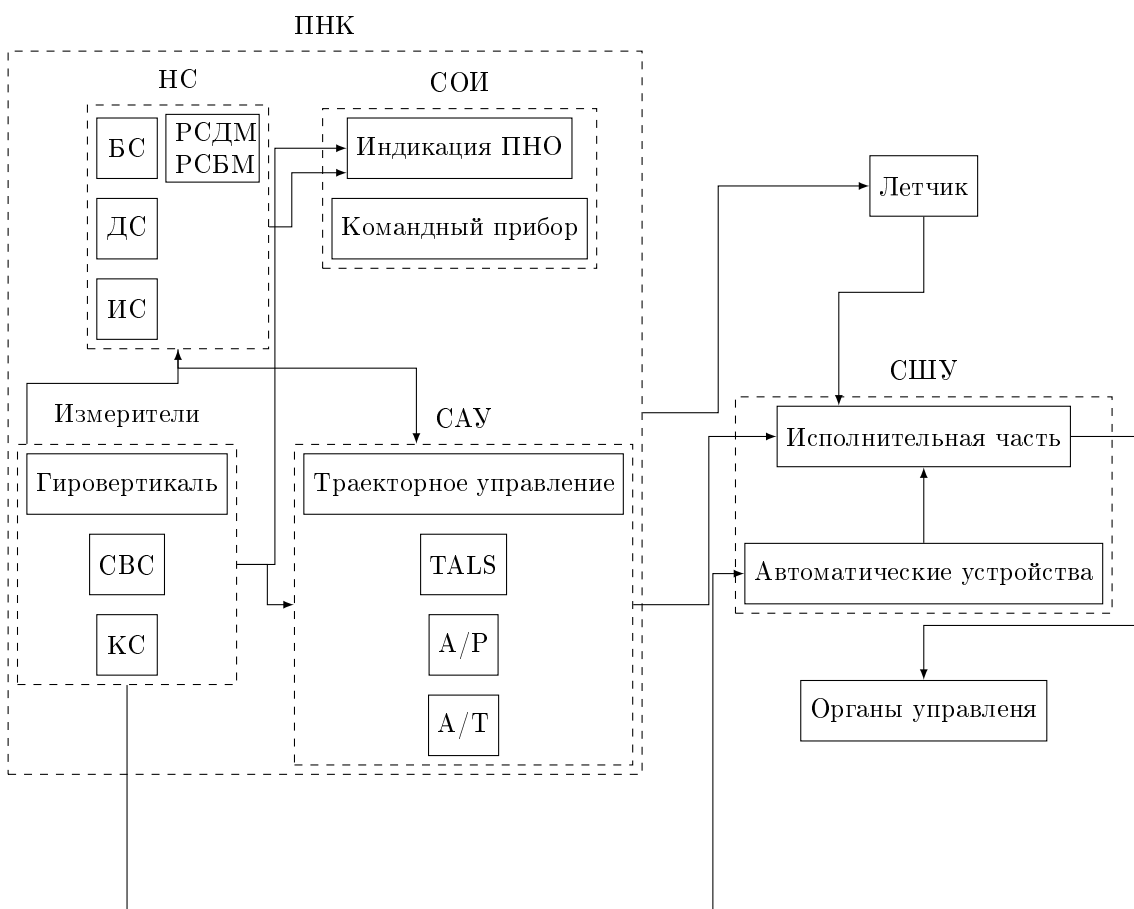 ПНК
НС
СОИ
БС
РСДМ
РСБМ
Индикация ПНО
ДС
Командный прибор
ИС
Летчик
СШУ
Измерители
САУ
Исполнительная часть
Гировертикаль
Траекторное управление
СВС
TALS
Автоматические устройства
КС
А/Р
А/Т
Органы управленя